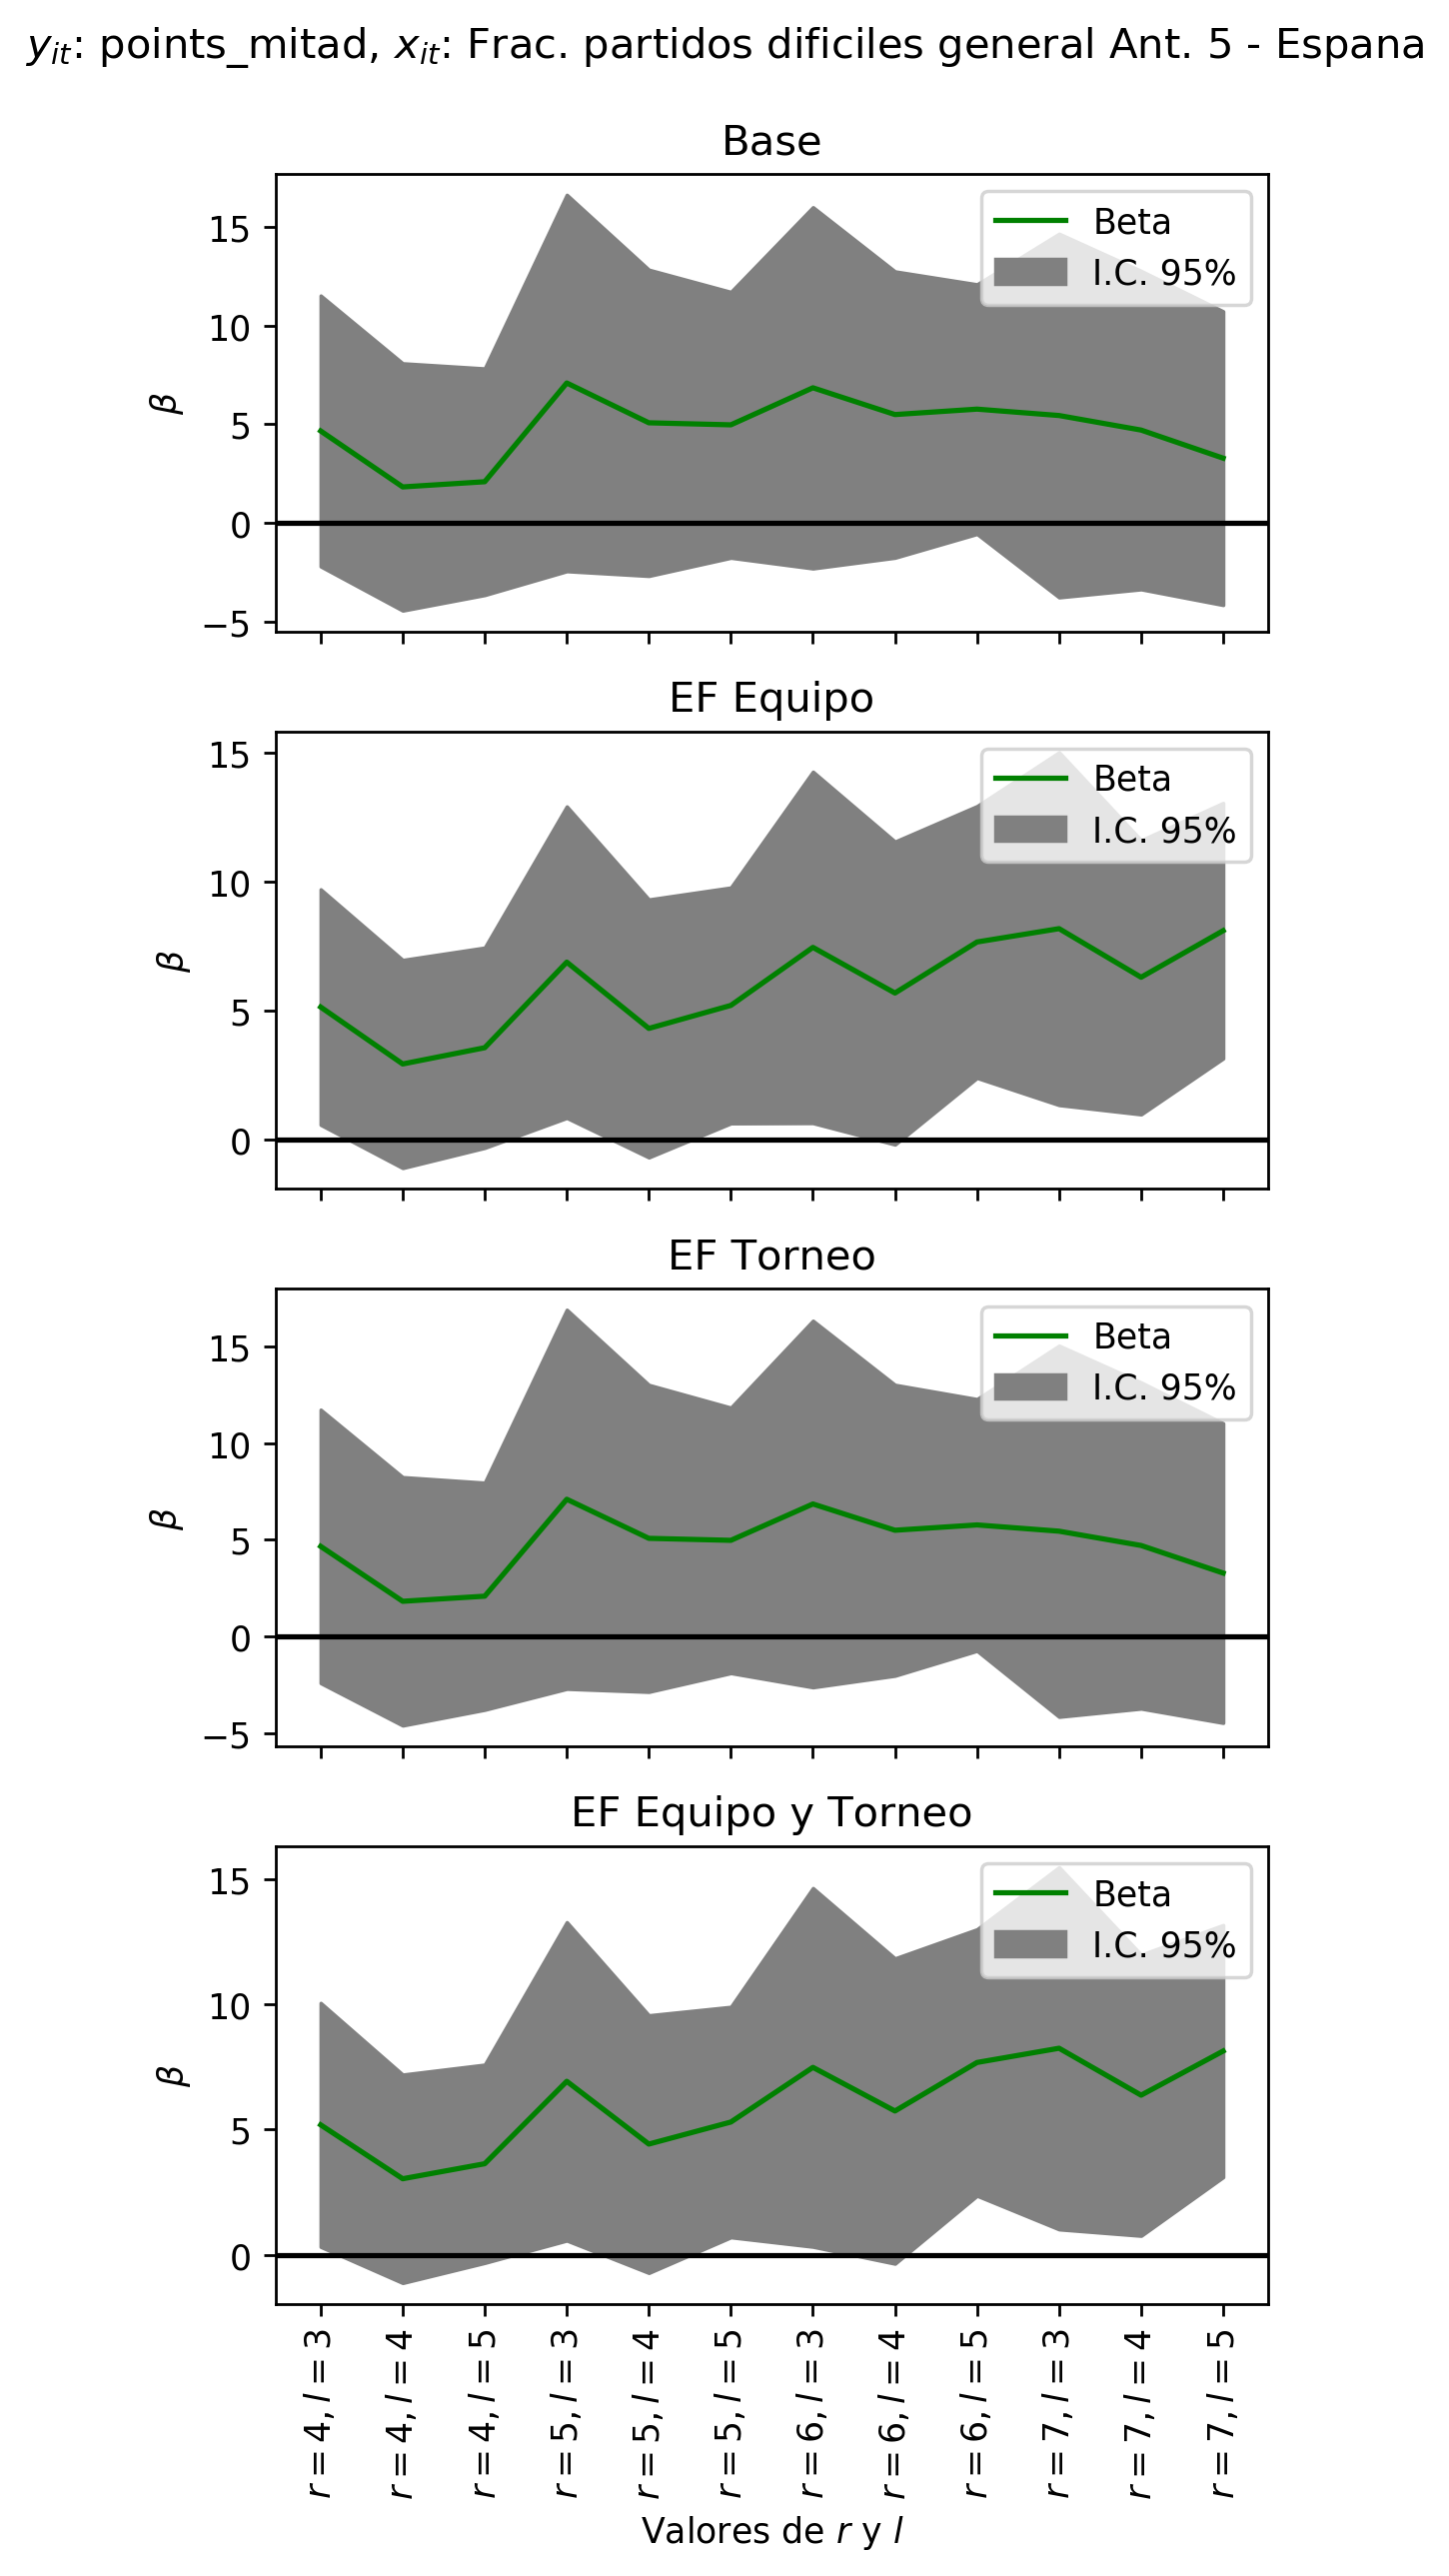 y_it: points_mitad, x_it: Frac. partidos dificiles general Ant. 5 - Espana
Base
15
10
5
0
−5
β
Beta
I.C. 95%
EF Equipo
15
10
5
0
β
Beta
I.C. 95%
EF Torneo
15
10
5
0
−5
β
Beta
I.C. 95%
EF Equipo y Torneo
15
10
5
0
β
Beta
I.C. 95%
r = 4, l = 3
r = 4, l = 4
r = 4, l = 5
r = 5, l = 3
r = 5, l = 4
r = 5, l = 5
r = 6, l = 3
r = 6, l = 4
r = 6, l = 5
r = 7, l = 3
r = 7, l = 4
r = 7, l = 5
Valores de r y l